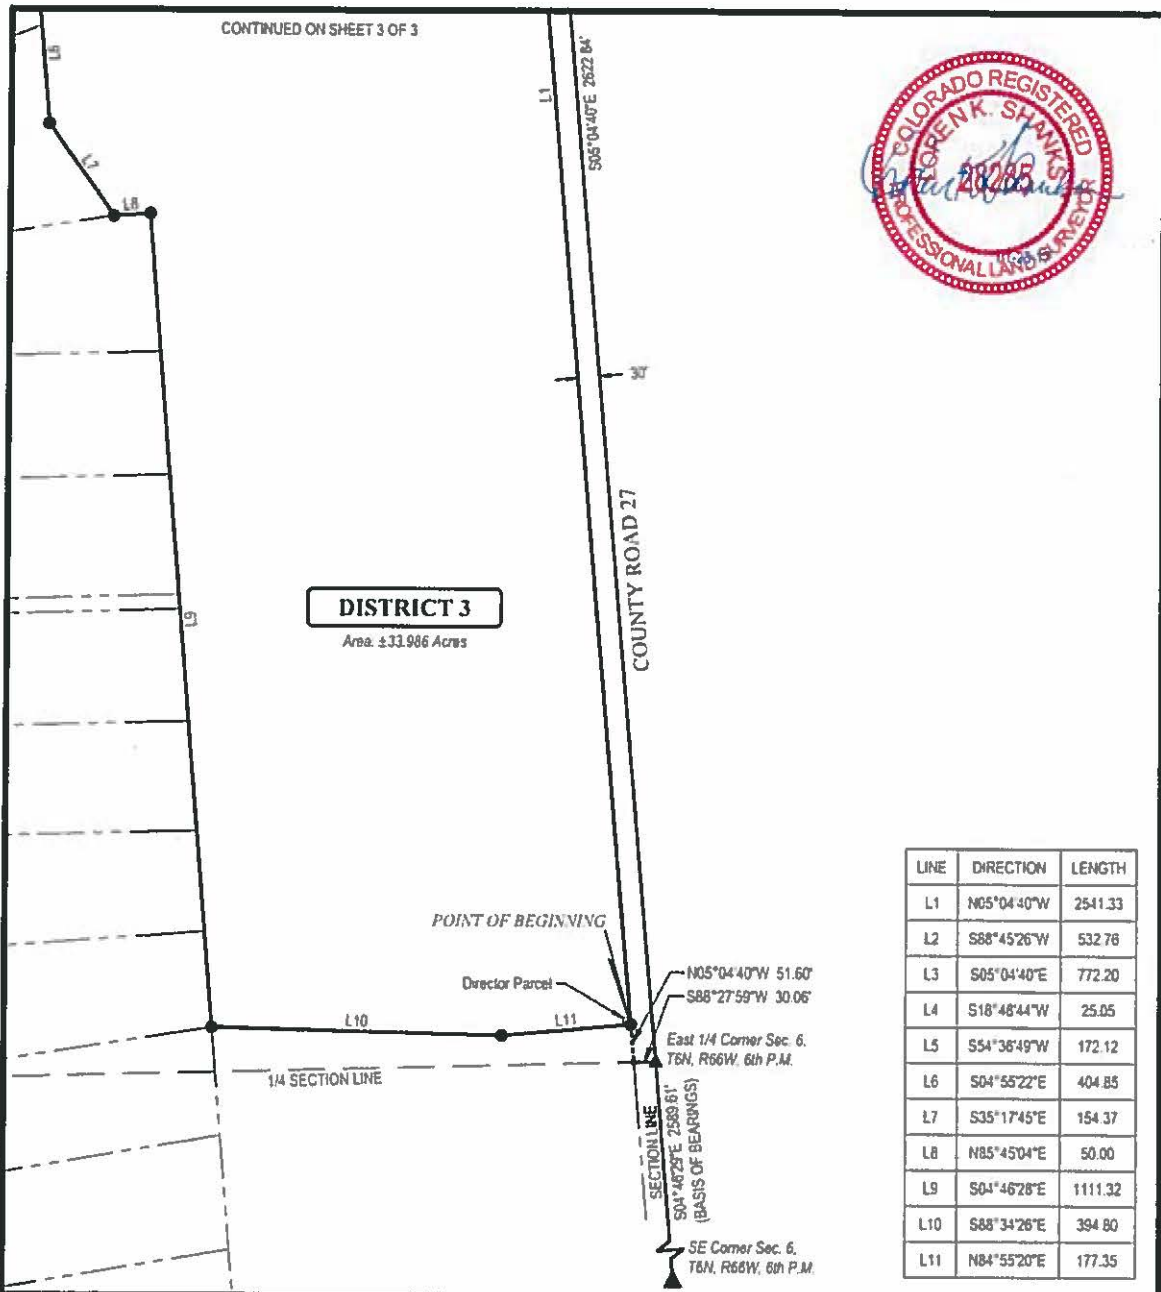 CONTINUED ON SHEET 3 OF 3
L6
L1
S05°04'40"E 2622.84'
COLORADO REGISTERED
LOREN K. SHANKS
28285
PROFESSIONAL LAND SURVEYOR
L7
L8
30'
COUNTY ROAD 27
L9
DISTRICT 3
Area: ±33.986 Acres
POINT OF BEGINNING
Director Parcel
N05°04'40"W 51.60'
S88°27'59"W 30.06'
L10
L11
East 1/4 Corner Sec. 6,
T6N, R66W, 6th P.M.
1/4 SECTION LINE
SECTION LINE
S04°46'29"E 2589.61'
(BASIS OF BEARINGS)
SE Corner Sec. 6,
T6N, R66W, 6th P.M.
LINE DIRECTION LENGTH
L1 N05°04'40"W 2541.33
L2 S88°45'26"W 532.76
L3 S05°04'40"E 772.20
L4 S18°48'44"W 25.05
L5 S54°36'49"W 172.12
L6 S04°55'22"E 404.85
L7 S35°17'45"E 154.37
L8 N85°45'04"E 50.00
L9 S04°46'28"E 1111.32
L10 S88°34'26"E 394.80
L11 N84°55'20"E 177.35